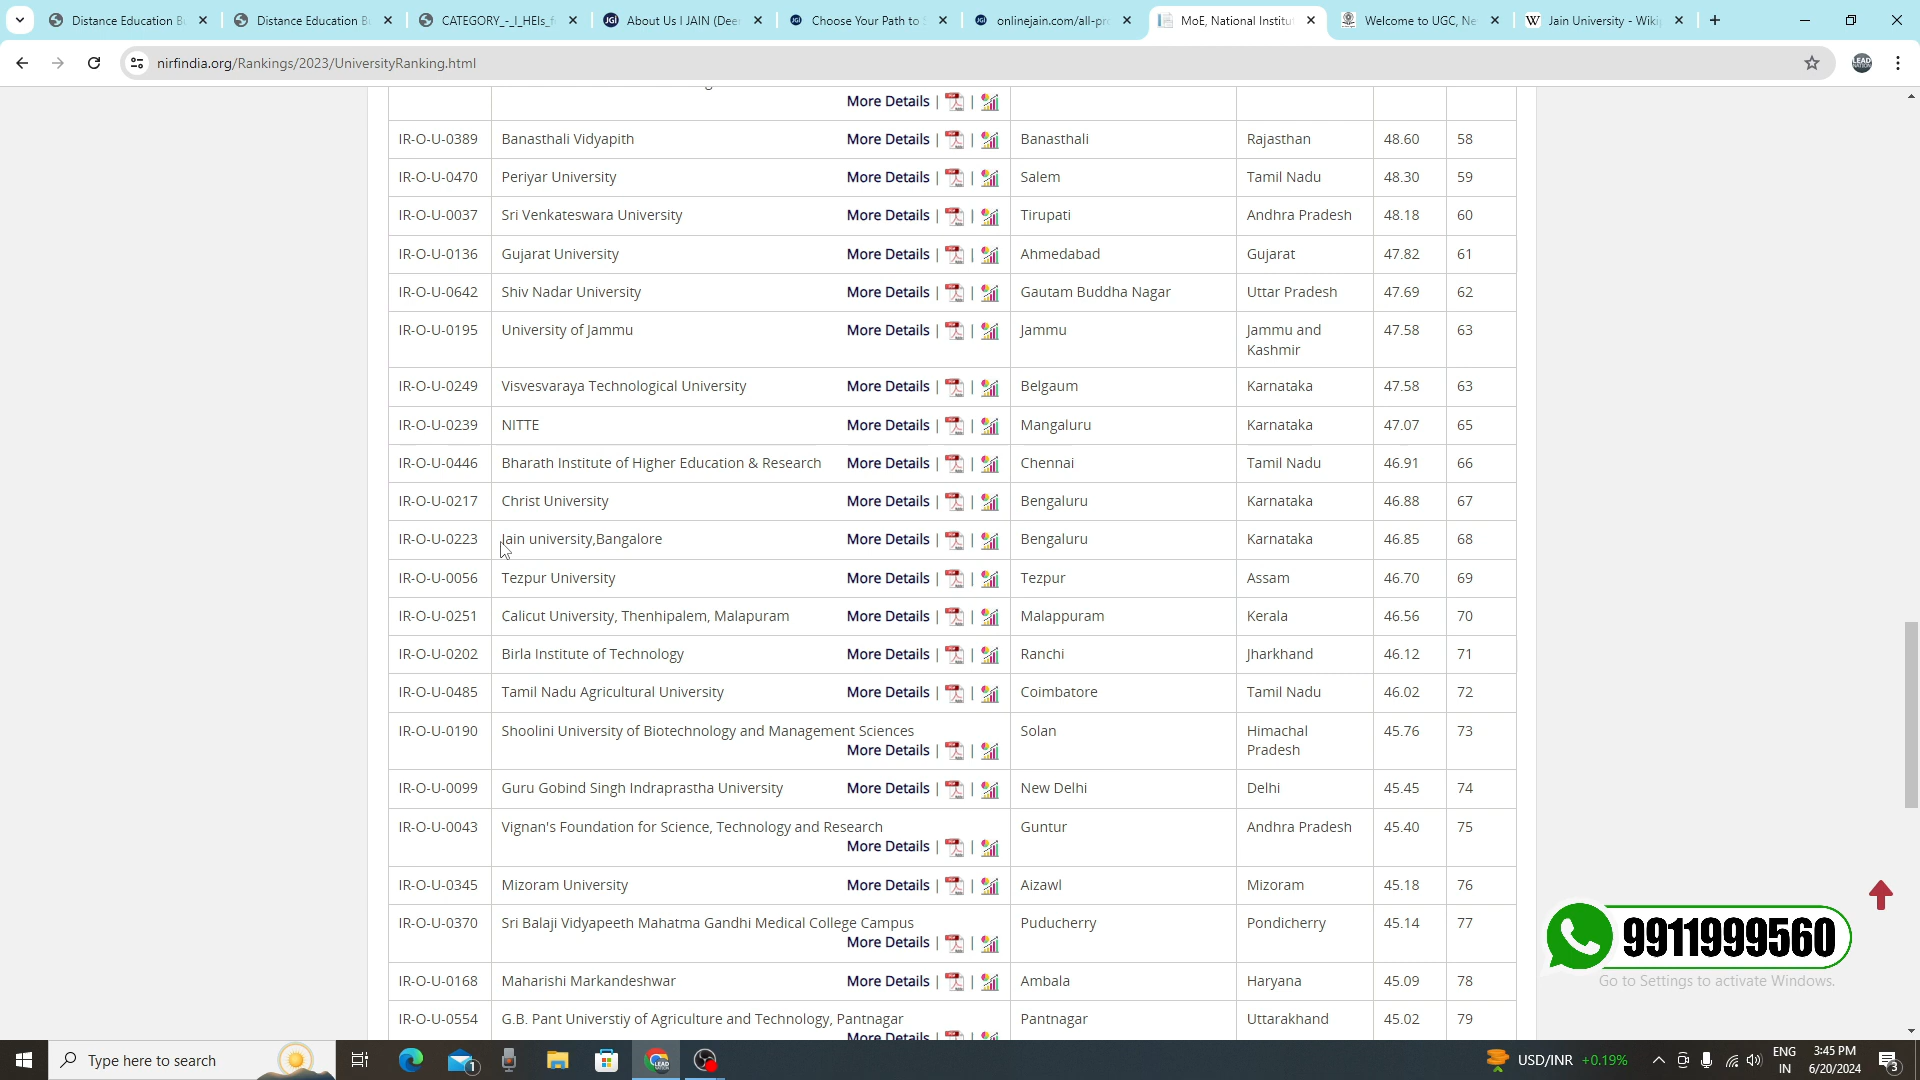 Distance Education B
Distance Education B
CATEGORY_-_I_HEIs_f
About Us I JAIN (Dee
Choose Your Path to S
onlinejain.com/all-pr
MoE, National Institu
Welcome to UGC, Ne
Jain University - Wiki
nirfindia.org/Rankings/2023/UniversityRanking.html
More Details | |
IR-O-U-0389 Banasthali Vidyapith More Details | | Banasthali Rajasthan 48.60 58
IR-O-U-0470 Periyar University More Details | | Salem Tamil Nadu 48.30 59
IR-O-U-0037 Sri Venkateswara University More Details | | Tirupati Andhra Pradesh 48.18 60
IR-O-U-0136 Gujarat University More Details | | Ahmedabad Gujarat 47.82 61
IR-O-U-0642 Shiv Nadar University More Details | | Gautam Buddha Nagar Uttar Pradesh 47.69 62
IR-O-U-0195 University of Jammu More Details | | Jammu Jammu and 47.58 63
Kashmir
IR-O-U-0249 Visvesvaraya Technological University More Details | | Belgaum Karnataka 47.58 63
IR-O-U-0239 NITTE More Details | | Mangaluru Karnataka 47.07 65
IR-O-U-0446 Bharath Institute of Higher Education & Research More Details | | Chennai Tamil Nadu 46.91 66
IR-O-U-0217 Christ University More Details | | Bengaluru Karnataka 46.88 67
IR-O-U-0223 Jain university,Bangalore More Details | | Bengaluru Karnataka 46.85 68
IR-O-U-0056 Tezpur University More Details | | Tezpur Assam 46.70 69
IR-O-U-0251 Calicut University, Thenhipalem, Malapuram More Details | | Malappuram Kerala 46.56 70
IR-O-U-0202 Birla Institute of Technology More Details | | Ranchi Jharkhand 46.12 71
IR-O-U-0485 Tamil Nadu Agricultural University More Details | | Coimbatore Tamil Nadu 46.02 72
IR-O-U-0190 Shoolini University of Biotechnology and Management Sciences Solan Himachal 45.76 73
More Details | | Pradesh
IR-O-U-0099 Guru Gobind Singh Indraprastha University More Details | | New Delhi Delhi 45.45 74
IR-O-U-0043 Vignan's Foundation for Science, Technology and Research Guntur Andhra Pradesh 45.40 75
More Details | |
IR-O-U-0345 Mizoram University More Details | | Aizawl Mizoram 45.18 76
IR-O-U-0370 Sri Balaji Vidyapeeth Mahatma Gandhi Medical College Campus Puducherry Pondicherry 45.14 77
More Details | |
IR-O-U-0168 Maharishi Markandeshwar More Details | | Ambala Haryana 45.09 78
IR-O-U-0554 G.B. Pant Universtiy of Agriculture and Technology, Pantnagar Pantnagar Uttarakhand 45.02 79
More Details | |
9911999560
Go to Settings to activate Windows.
Type here to search
USD/INR +0.19%
ENG
IN
3:45 PM
6/20/2024